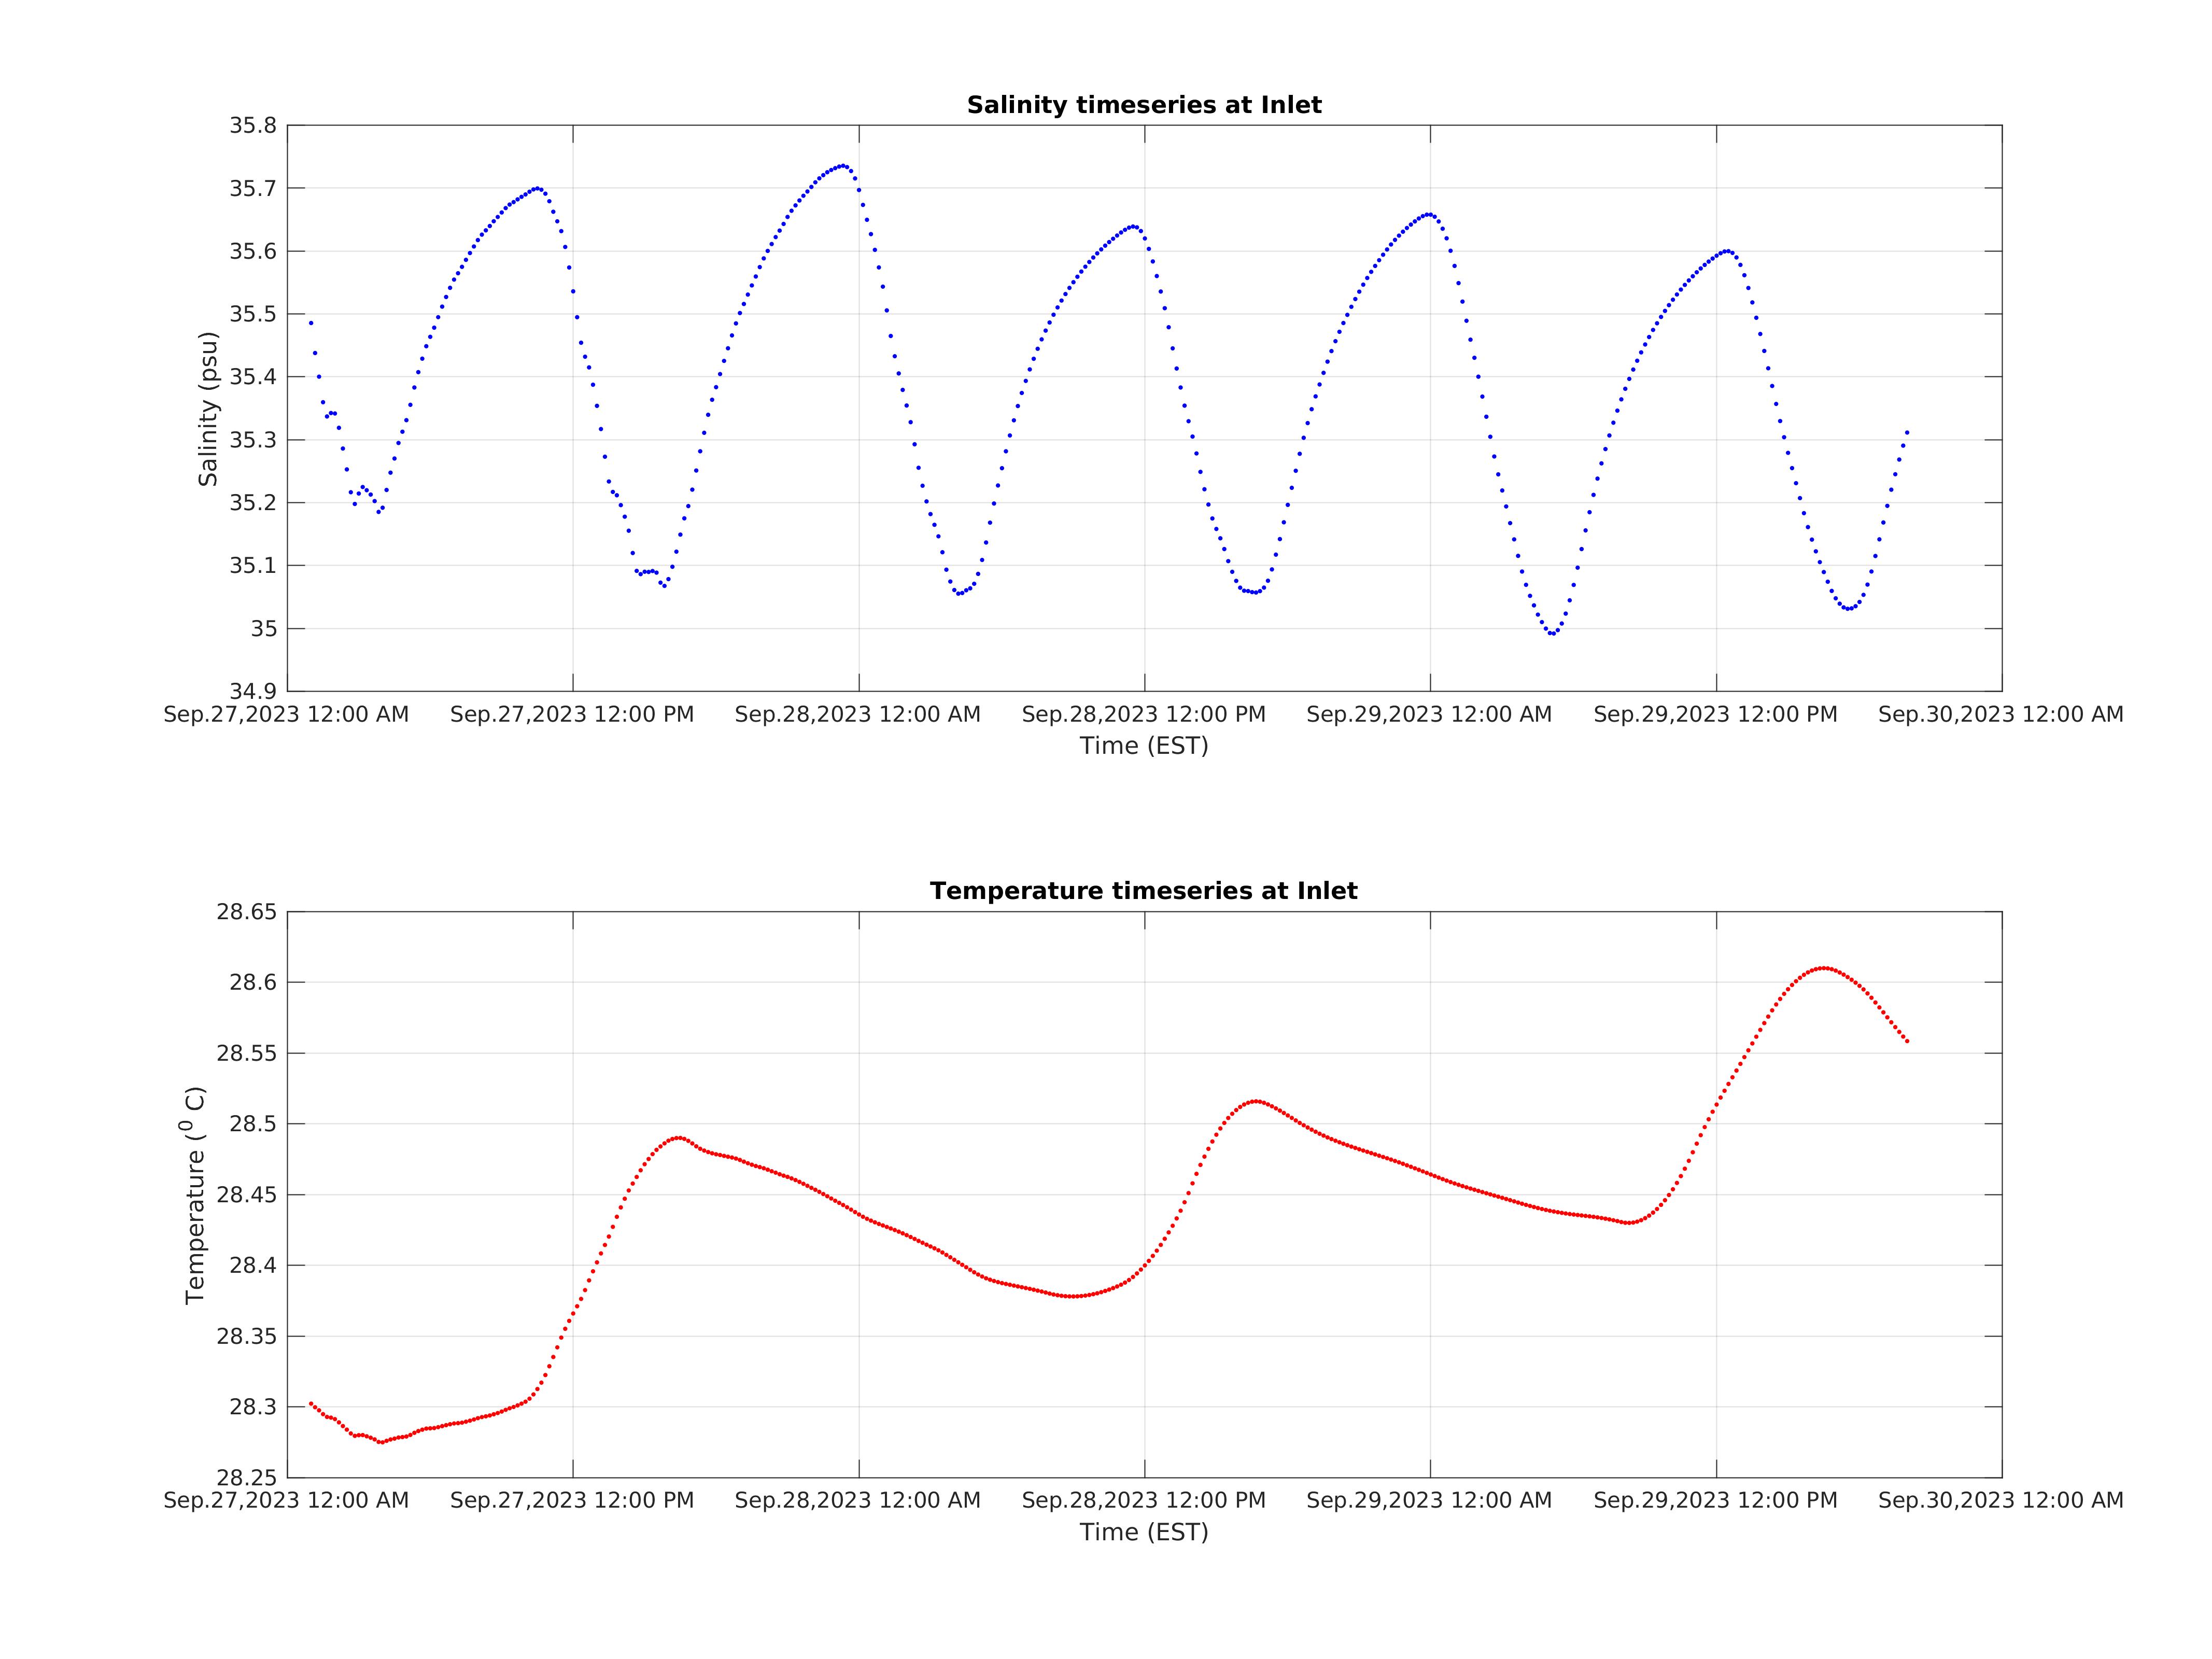 Salinity timeseries at Inlet
35.8
35.7
35.6
35.5
35.4
35.3
35.2
35.1
35
34.9
Salinity (psu)
Sep.27,2023 12:00 AM Sep.27,2023 12:00 PM Sep.28,2023 12:00 AM Sep.28,2023 12:00 PM Sep.29,2023 12:00 AM Sep.29,2023 12:00 PM Sep.30,2023 12:00 AM
Time (EST)
Temperature timeseries at Inlet
28.65
28.6
28.55
28.5
28.45
28.4
28.35
28.3
28.25
Temperature (⁰ C)
Sep.27,2023 12:00 AM Sep.27,2023 12:00 PM Sep.28,2023 12:00 AM Sep.28,2023 12:00 PM Sep.29,2023 12:00 AM Sep.29,2023 12:00 PM Sep.30,2023 12:00 AM
Time (EST)